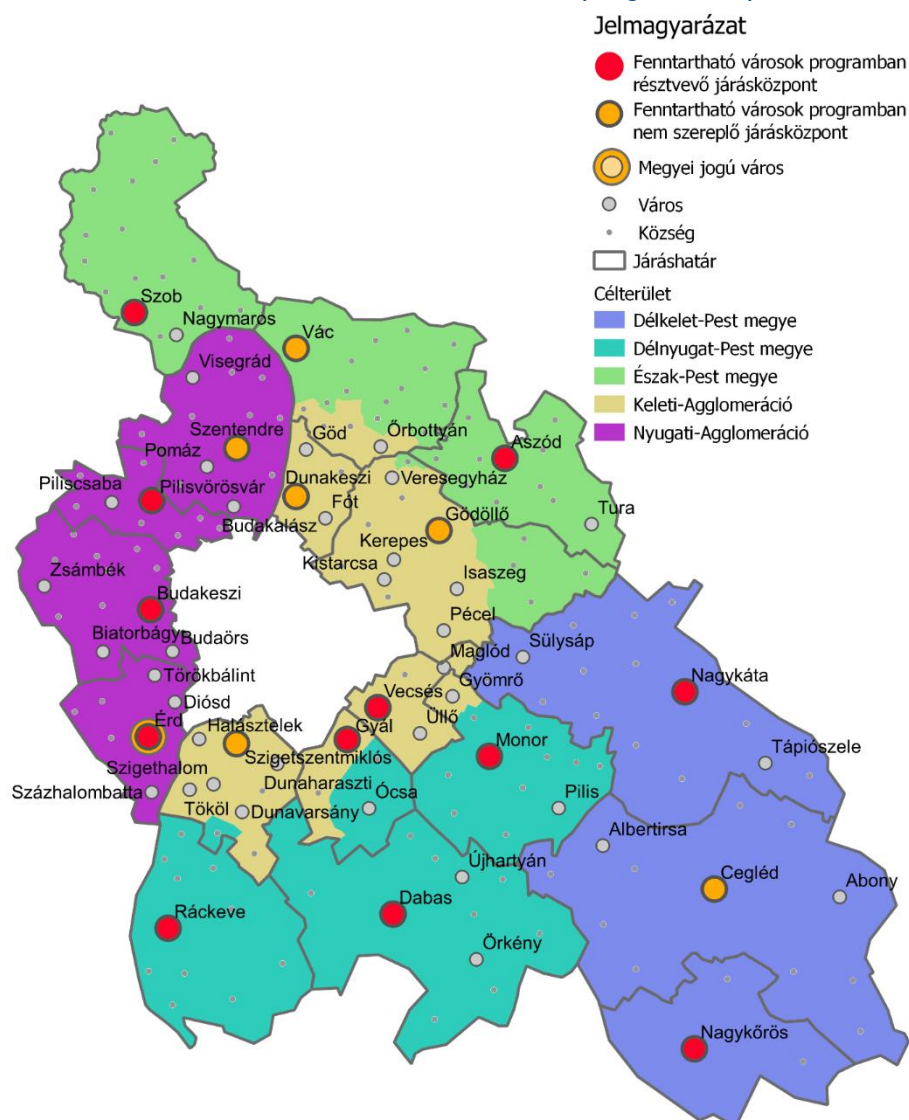 Jelmagyarázat
Fenntartható városok programban
résztvevő járásközpont
Fenntartható városok programban
nem szereplő járásközpont
Megyei jogú város
Város
Község
Járáshatár
Célterület
Délkelet-Pest megye
Délnyugat-Pest megye
Észak-Pest megye
Keleti-Agglomeráció
Nyugati-Agglomeráció
Szob
Nagymaros
Vác
Visegrád
Szentendre
Göd
Őrbottyán
Aszód
Pomáz
Piliscsaba
Pilisvörösvár
Dunakeszi
Veresegyház
Fót
Budakalász
Gödöllő
Tura
Kerepes
Kistarcsa
Zsámbék
Isaszeg
Budakeszi
Pécel
Biatorbágy
Budaörs
Maglód
Sülysáp
Törökbálint
Gyömrő
Nagykáta
Diósd
Vecsés
Érd
Halásztelek
Gyál
Üllő
Monor
Szigetszentmiklós
Szigethalom
Tápiószele
Százhalombatta
Dunaharaszti
Ócsa
Pilis
Tököl
Dunavarsány
Albertirsa
Újhartyán
Cegléd
Abony
Ráckeve
Dabas
Örkény
Nagykőrös